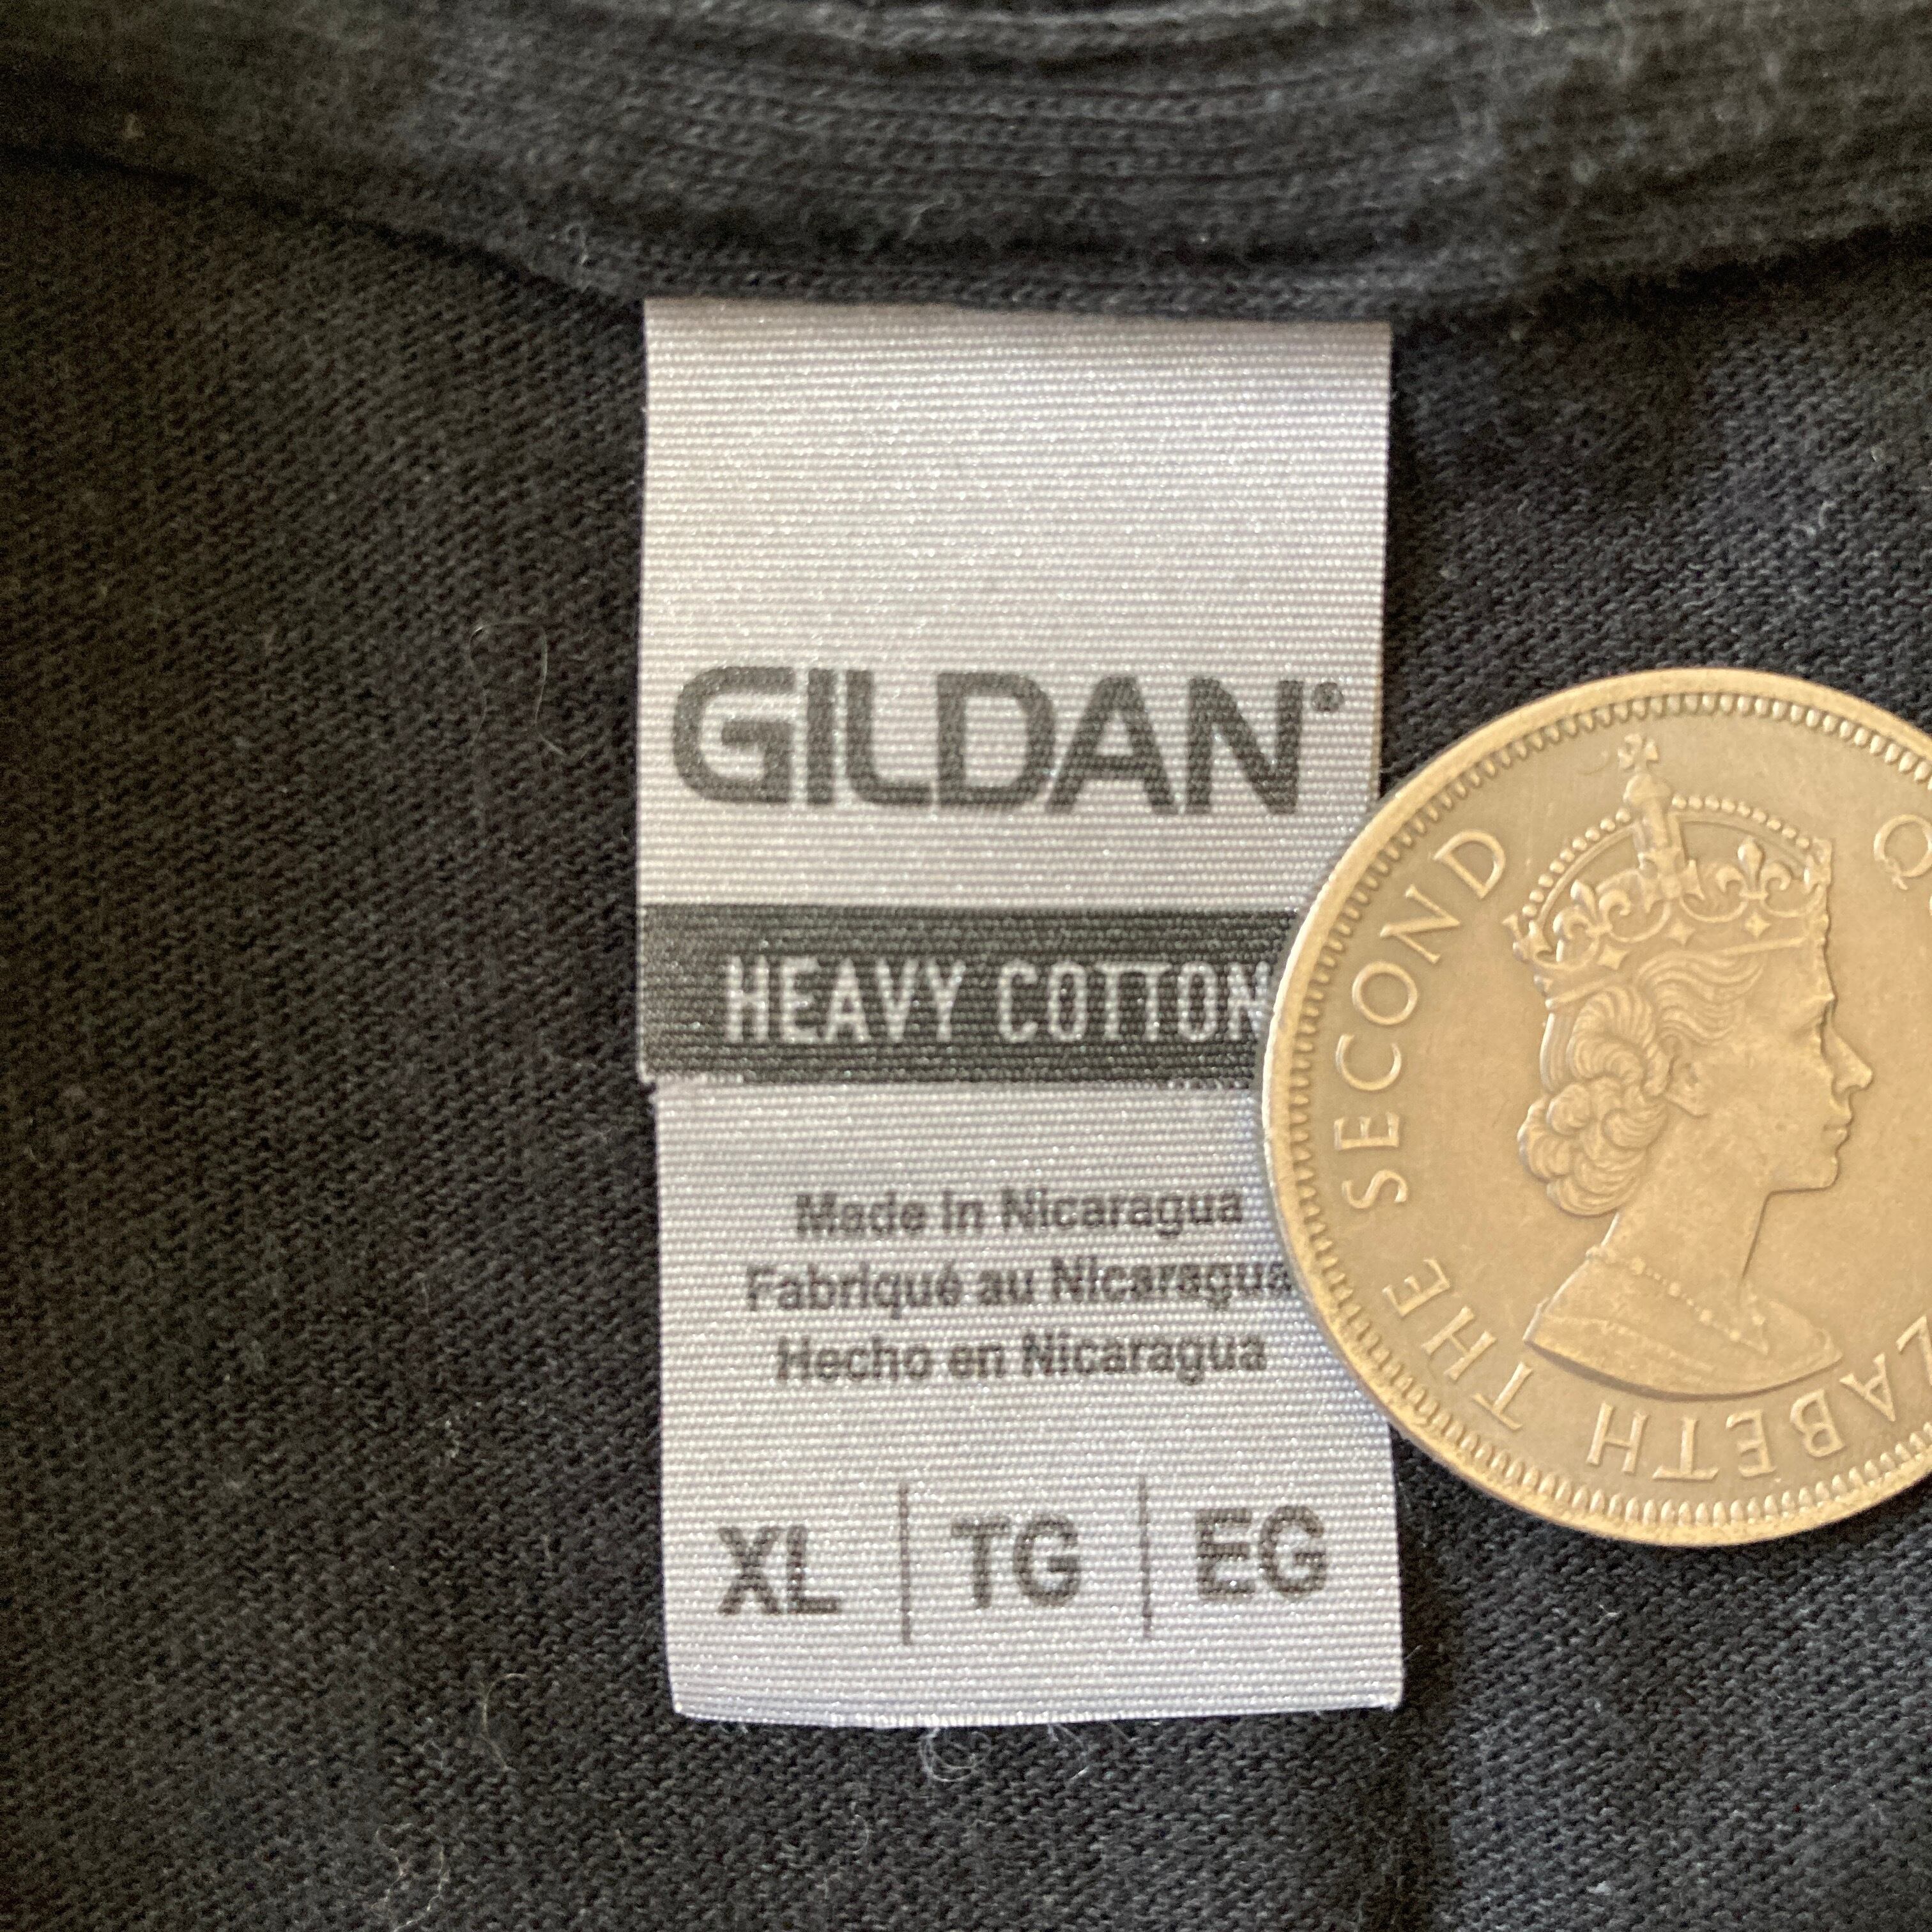 GILDAN®
HEAVY COTTON
Made in Nicaragua
Fabriqué au Nicaragua
Hecho en Nicaragua
XL | TG | EG
THE SECOND